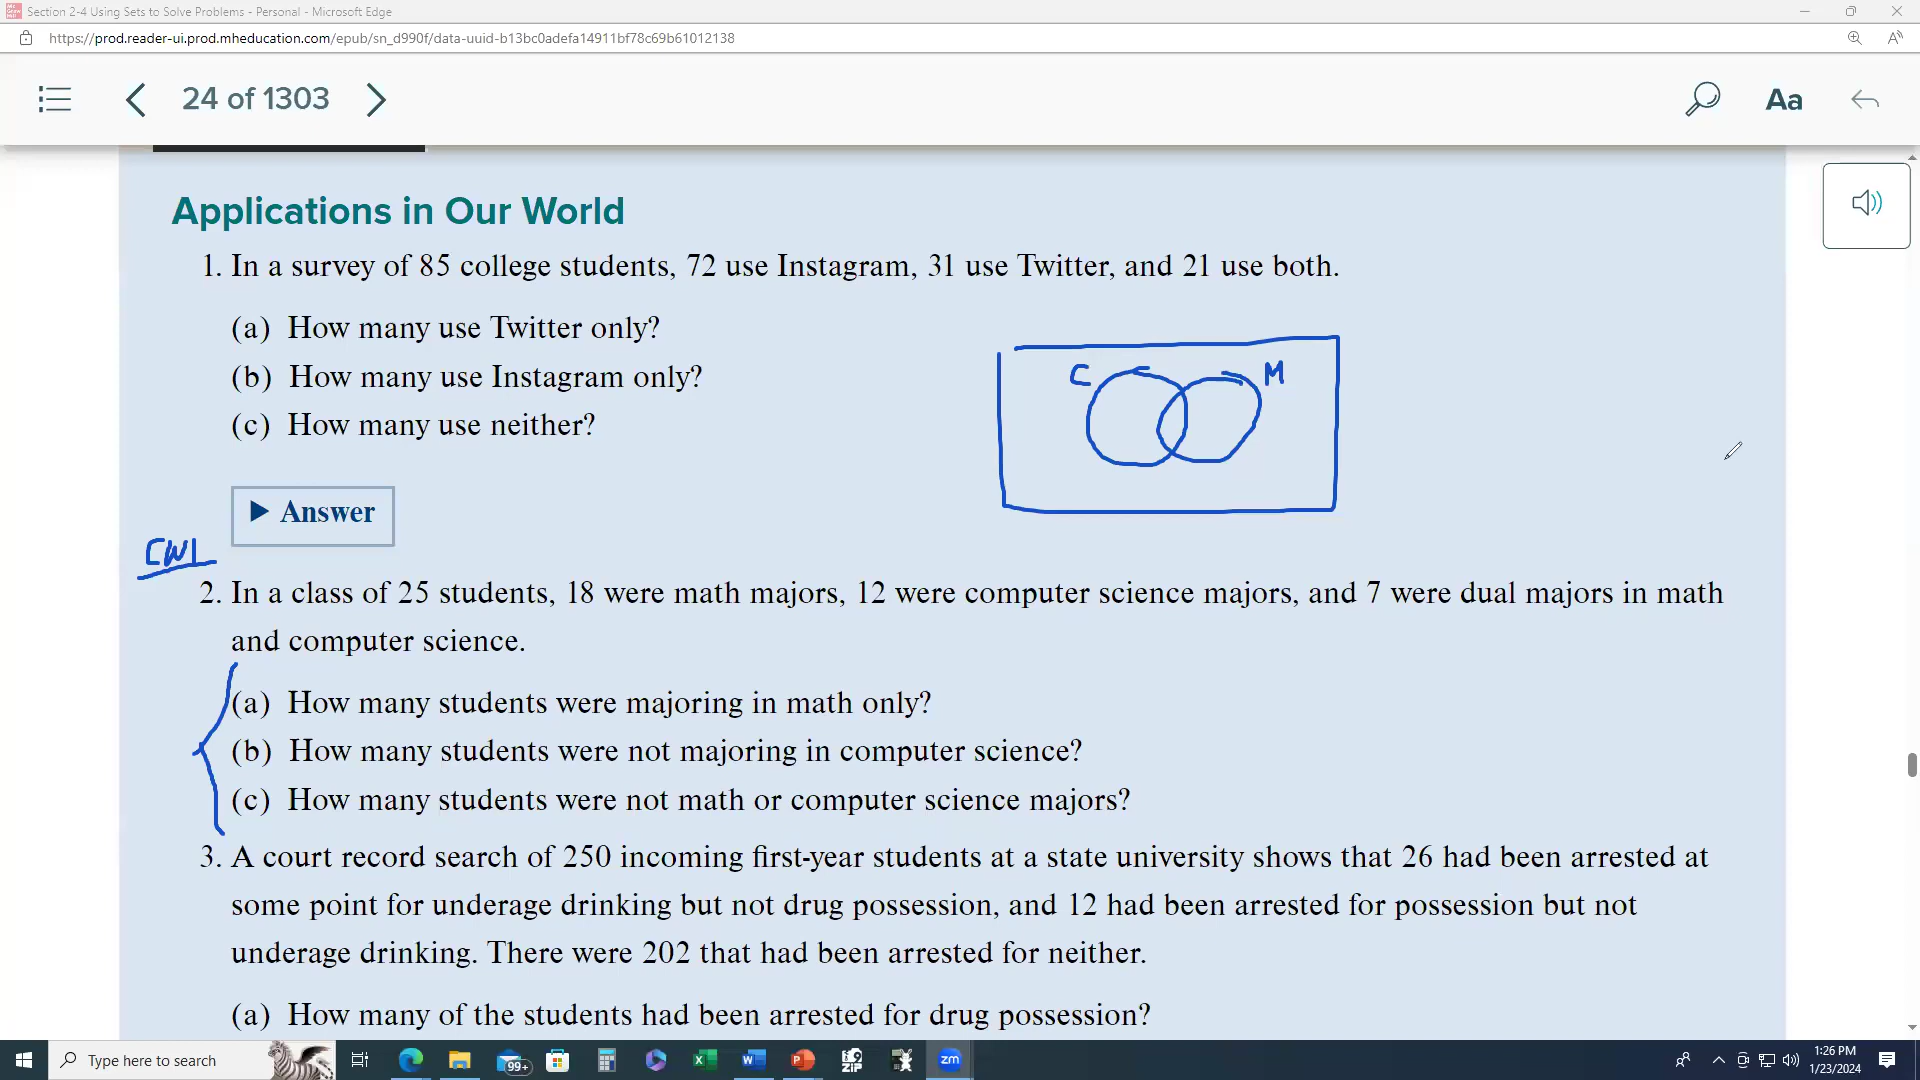 Section 2-4 Using Sets to Solve Problems - Personal - Microsoft Edge
https://prod.reader-ui.prod.mheducation.com/epub/sn_d990f/data-uuid-b13bc0adefa14911bf78c69b61012138
24 of 1303
Aa
Applications in Our World
1. In a survey of 85 college students, 72 use Instagram, 31 use Twitter, and 21 use both.
(a) How many use Twitter only?
(b) How many use Instagram only?
(c) How many use neither?
C M
Answer
CW1
2. In a class of 25 students, 18 were math majors, 12 were computer science majors, and 7 were dual majors in math
and computer science.
(a) How many students were majoring in math only?
(b) How many students were not majoring in computer science?
(c) How many students were not math or computer science majors?
3. A court record search of 250 incoming first-year students at a state university shows that 26 had been arrested at
some point for underage drinking but not drug possession, and 12 had been arrested for possession but not
underage drinking. There were 202 that had been arrested for neither.
(a) How many of the students had been arrested for drug possession?
Type here to search
99+
zm
1:26 PM
1/23/2024